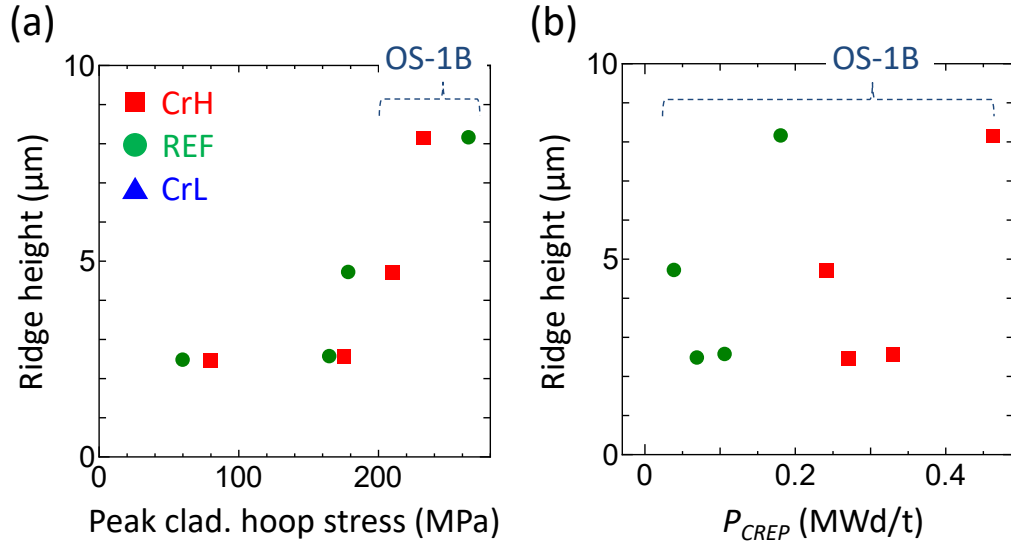 (a)
OS-1B
10
CrH
REF
CrL
5
0
0
100
200
Ridge height (μm)
Peak clad. hoop stress (MPa)
(b)
OS-1B
10
5
0
0
0.2
0.4
Ridge height (μm)
P_CREP (MWd/t)